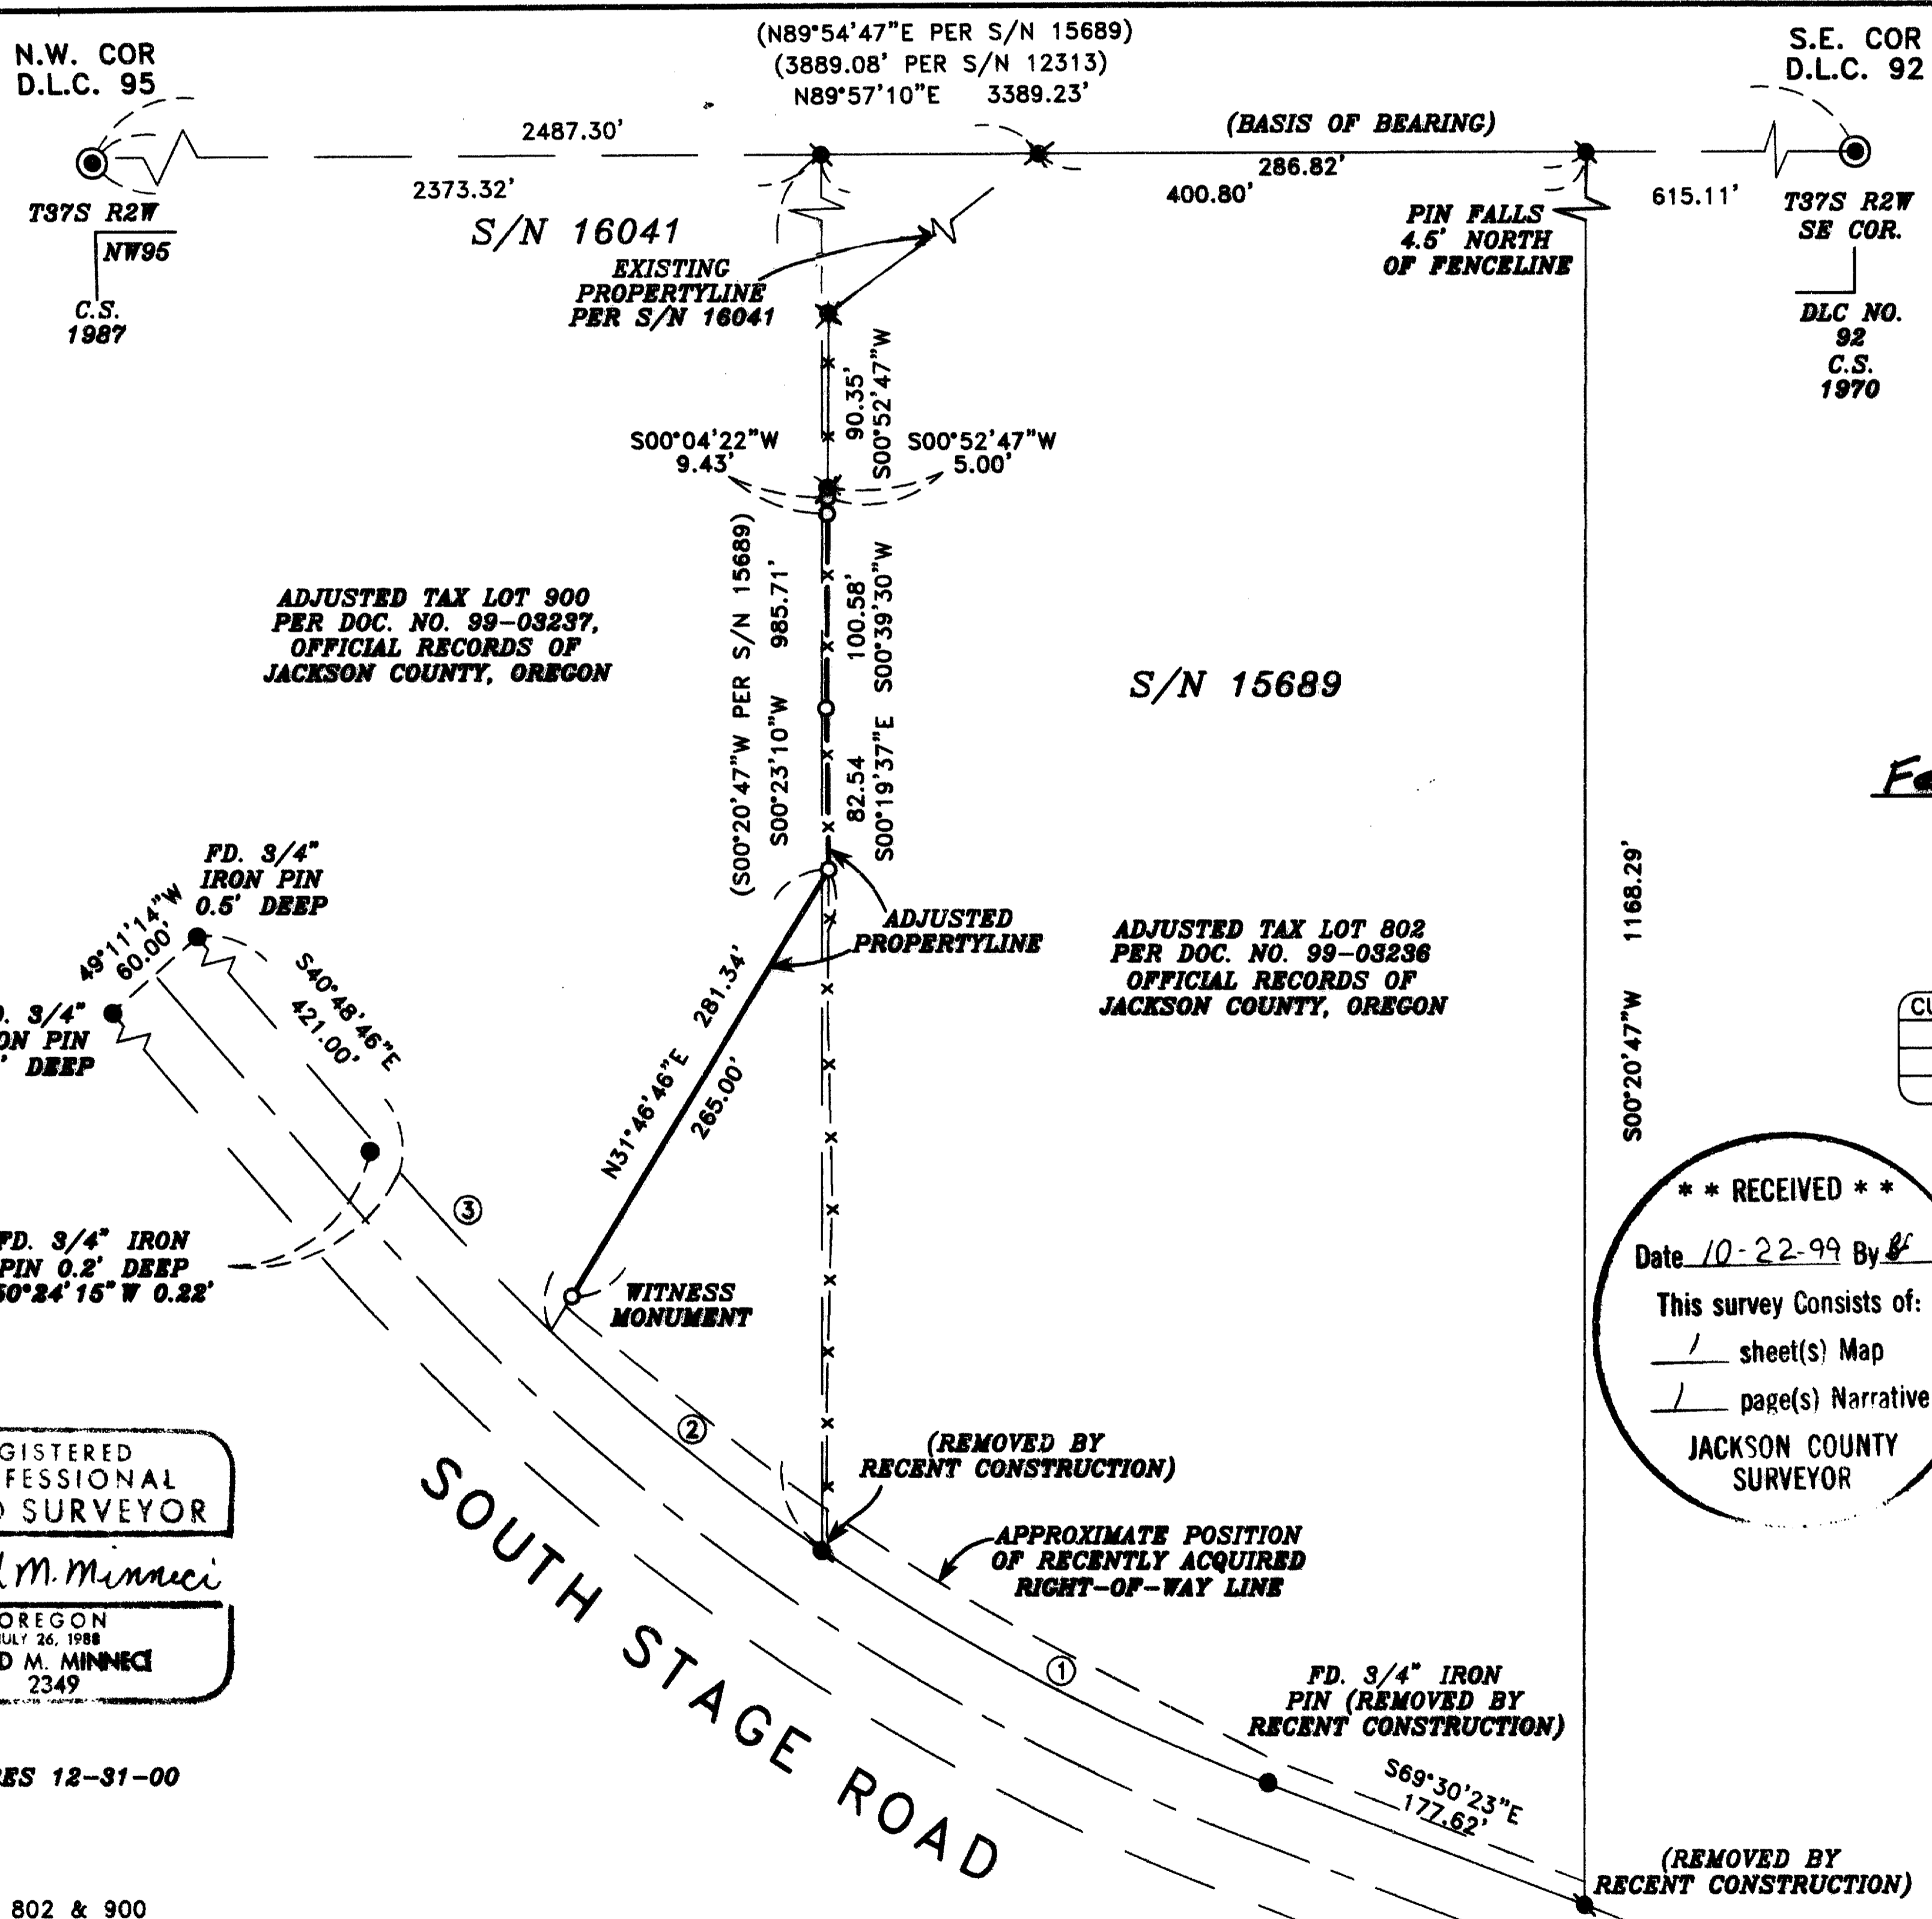 (N89°54'47"E PER S/N 15689)
(3889.08' PER S/N 12313)
N89°57'10"E 3389.23'
N.W. COR
D.L.C. 95
S.E. COR
D.L.C. 92
2487.30'
(BASIS OF BEARING)
286.82'
2373.32'
400.80'
615.11'
T37S R2W
NW95
C.S.
1987
S/N 16041
EXISTING
PROPERTYLINE
PER S/N 16041
PIN FALLS
4.5' NORTH
OF FENCELINE
T37S R2W
SE COR.
DLC NO.
92
C.S.
1970
90.35'
S00°52'47"W
S00°04'22"W
9.43'
S00°52'47"W
5.00'
(S00°20'47"W PER S/N 15689)
S00°23'10"W 985.71'
100.58'
S00°39'30"W
82.54
S00°19'37"E
ADJUSTED TAX LOT 900
PER DOC. NO. 99-03237,
OFFICIAL RECORDS OF
JACKSON COUNTY, OREGON
S/N 15689
FD. 3/4"
IRON PIN
0.5' DEEP
49°11'14"W
60.00'
S40°48'46"E
421.00'
3/4"
PIN
DEEP
ADJUSTED
PROPERTYLINE
ADJUSTED TAX LOT 802
PER DOC. NO. 99-03236
OFFICIAL RECORDS OF
JACKSON COUNTY, OREGON
S00°20'47"W 1168.29'
N31°46'46"E 281.34'
265.00'
3
FD. 3/4" IRON
PIN 0.2' DEEP
50°24'15"W 0.22'
WITNESS
MONUMENT
* * RECEIVED * *
Date 10-22-99 By
This survey Consists of:
1 sheet(s) Map
1 page(s) Narrative
JACKSON COUNTY
SURVEYOR
2
(REMOVED BY
RECENT CONSTRUCTION)
APPROXIMATE POSITION
OF RECENTLY ACQUIRED
RIGHT-OF-WAY LINE
SOUTH STAGE ROAD
GISTERED
FESSIONAL
SURVEYOR
M. Minneci
OREGON
JULY 26, 1988
D M. MINNECI
2349
1
FD. 3/4" IRON
PIN (REMOVED BY
RECENT CONSTRUCTION)
S69°30'23"E
177.62'
RES 12-31-00
(REMOVED BY
RECENT CONSTRUCTION)
802 & 900